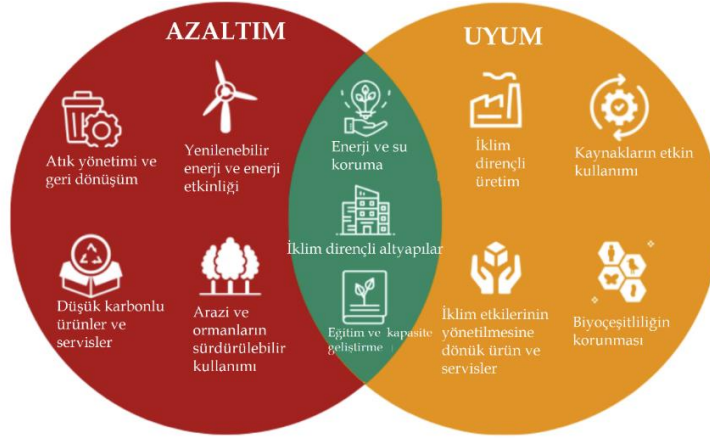 AZALTIM
UYUM
Atık yönetimi ve
geri dönüşüm
Yenilenebilir
enerji ve enerji
etkinliği
Enerji ve su
koruma
İklim
dirençli
üretim
Kaynakların etkin
kullanımı
İklim dirençli altyapılar
Düşük karbonlu
ürünler ve
servisler
Arazi ve
ormanların
sürdürülebilir
kullanımı
Eğitim ve kapasite
geliştirme
İklim etkilerinin
yönetilmesine
dönük ürün ve
servisler
Biyoçeşitliliğin
korunması